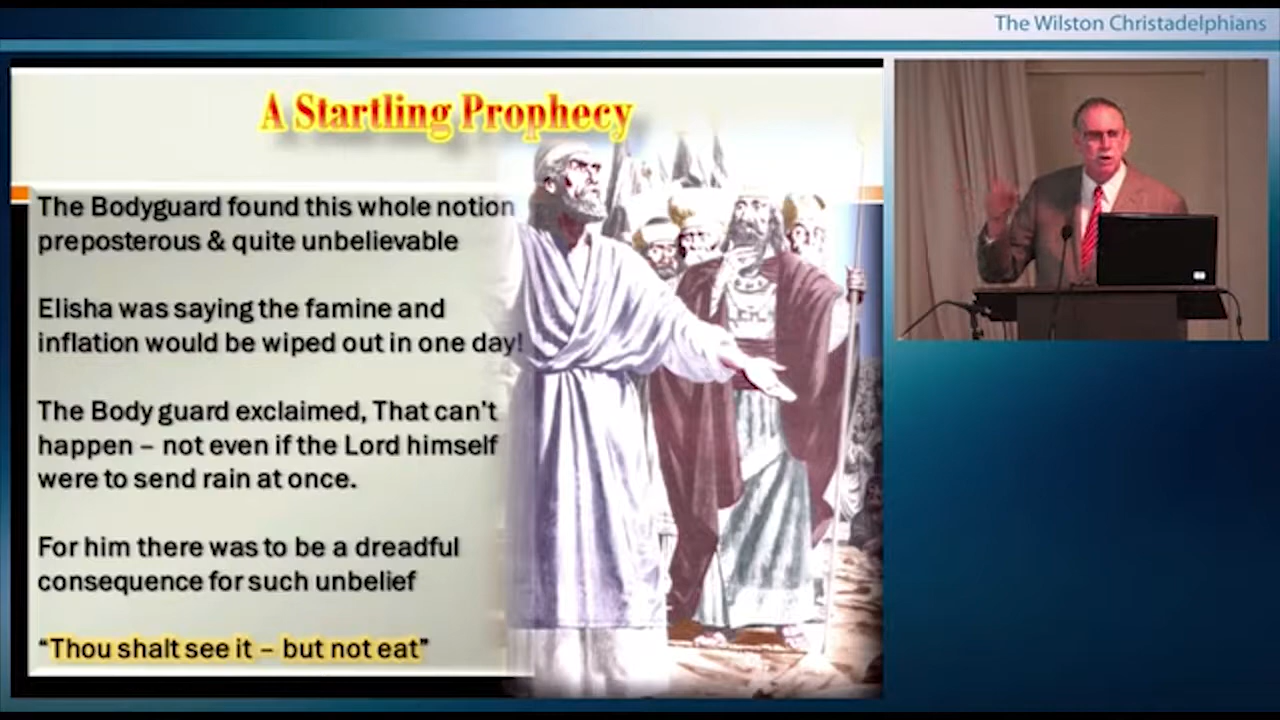 The Wilston Christadelphians
A Startling Prophecy
The Bodyguard found this whole notion
preposterous & quite unbelievable
Elisha was saying the famine and
inflation would be wiped out in one day!
The Body guard exclaimed, That can't
happen – not even if the Lord himself
were to send rain at once.
For him there was to be a dreadful
consequence for such unbelief
“Thou shalt see it – but not eat”